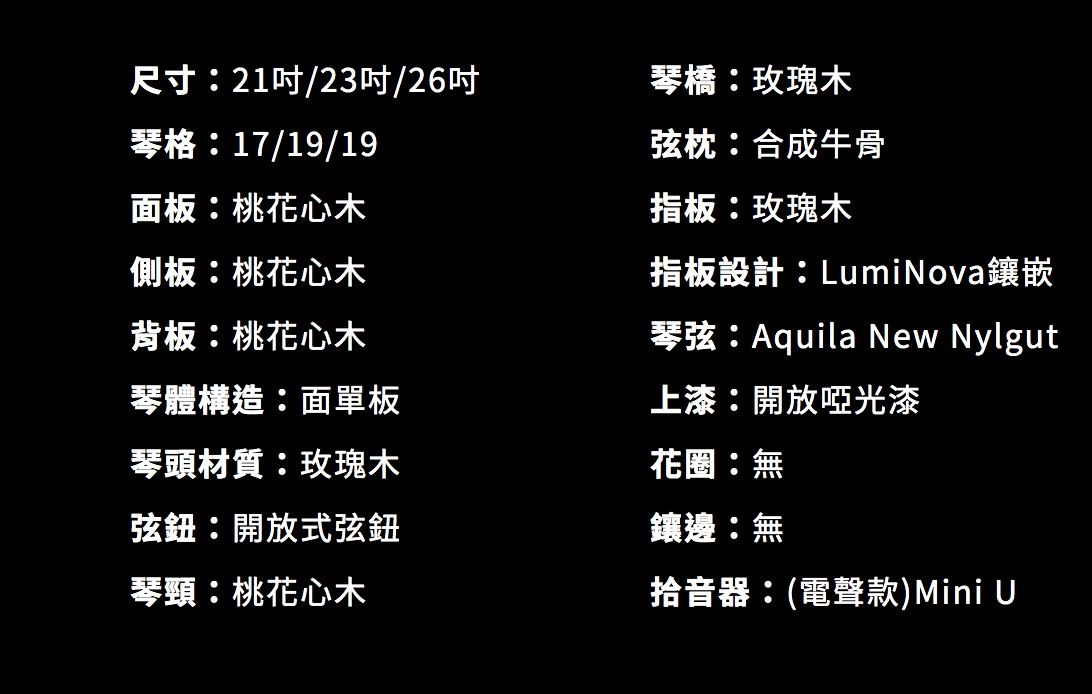 尺寸：21吋/23吋/26吋
琴格：17/19/19
面板：桃花心木
側板：桃花心木
背板：桃花心木
琴體構造：面單板
琴頭材質：玫瑰木
弦鈕：開放式弦鈕
琴頸：桃花心木
琴橋：玫瑰木
弦枕：合成牛骨
指板：玫瑰木
指板設計：LumiNova鑲嵌
琴弦：Aquila New Nylgut
上漆：開放啞光漆
花圈：無
鑲邊：無
拾音器：(電聲款)Mini U